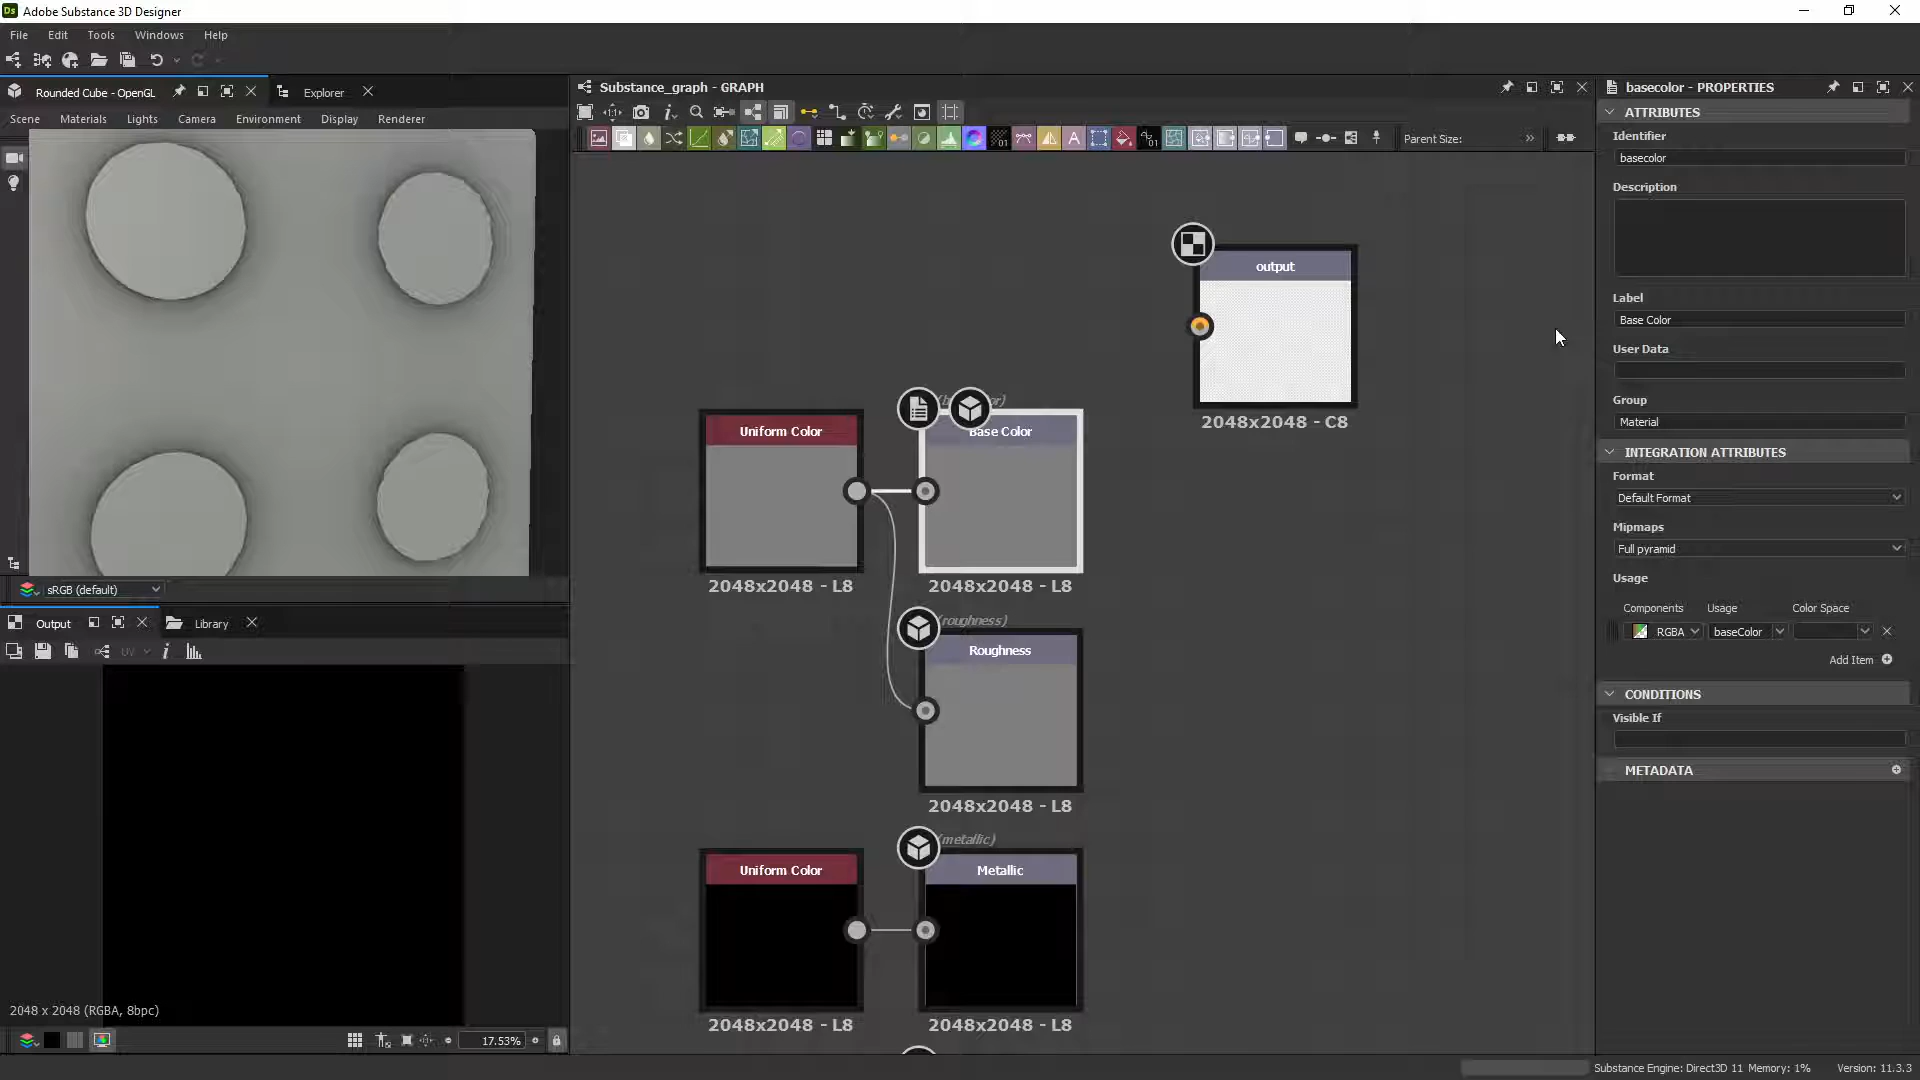 Adobe Substance 3D Designer
File Edit Tools Windows Help
Rounded Cube - OpenGL
Explorer
Scene Materials Lights Camera Environment Display Renderer
sRGB (default)
Output
Library
UV
2048 x 2048 (RGBA, 8bpc)
17.53%
Substance_graph - GRAPH
Parent Size:
output
2048x2048 - C8
Uniform Color
2048x2048 - L8
Base Color
2048x2048 - L8
(roughness)
Roughness
2048x2048 - L8
Uniform Color
2048x2048 - L8
(metallic)
Metallic
2048x2048 - L8
basecolor - PROPERTIES
ATTRIBUTES
Identifier
basecolor
Description
Label
Base Color
User Data
Group
Material
INTEGRATION ATTRIBUTES
Format
Default Format
Mipmaps
Full pyramid
Usage
Components Usage Color Space
RGBA baseColor
Add Item
CONDITIONS
Visible If
METADATA
Substance Engine: Direct3D 11 Memory: 1% Version: 11.3.3